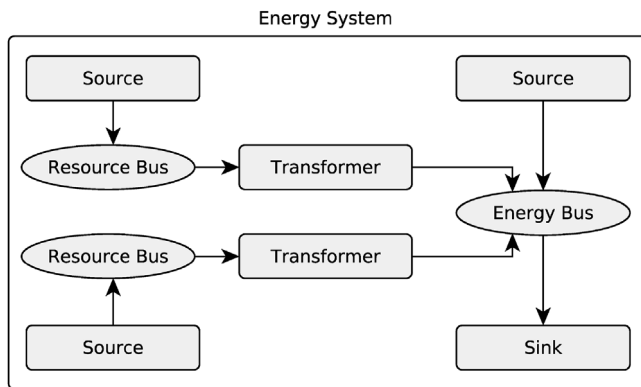 Energy System
Source
Source
Resource Bus
Transformer
Energy Bus
Resource Bus
Transformer
Source
Sink